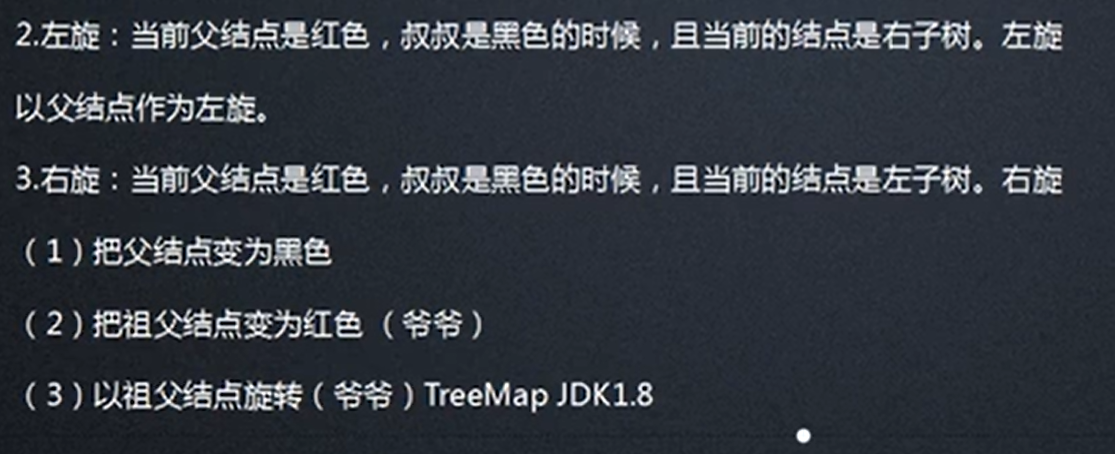 2.左旋：当前父结点是红色，叔叔是黑色的时候，且当前的结点是右子树。左旋
以父结点作为左旋。
3.右旋：当前父结点是红色，叔叔是黑色的时候，且当前的结点是左子树。右旋
（1）把父结点变为黑色
（2）把祖父结点变为红色 （爷爷）
（3）以祖父结点旋转（爷爷）TreeMap JDK1.8